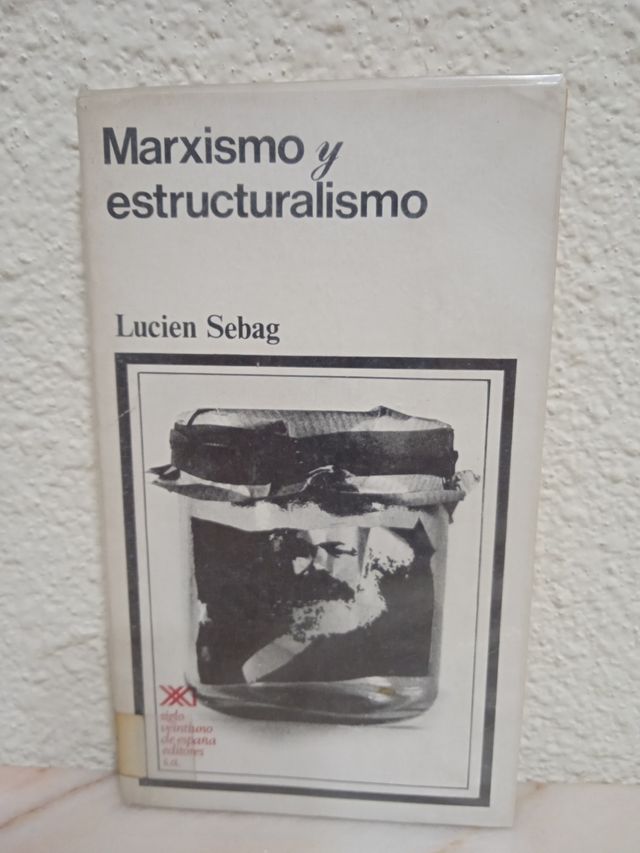 Marxismo y
estructuralismo
Lucien Sebag
siglo
veintiuno
de españa
editores
s.a.